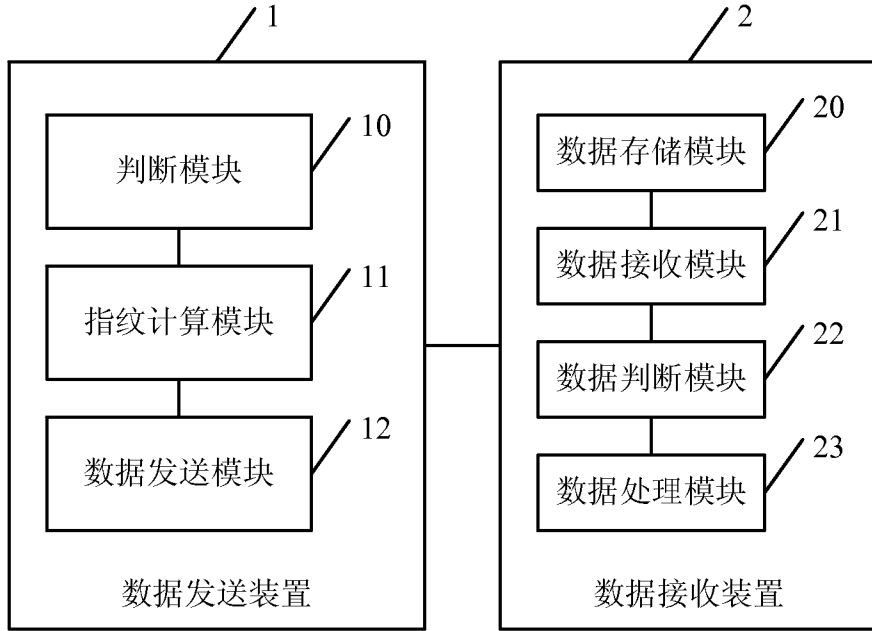 1
判断模块
10
指纹计算模块
11
数据发送模块
12
数据发送装置
2
数据存储模块
20
数据接收模块
21
数据判断模块
22
数据处理模块
23
数据接收装置